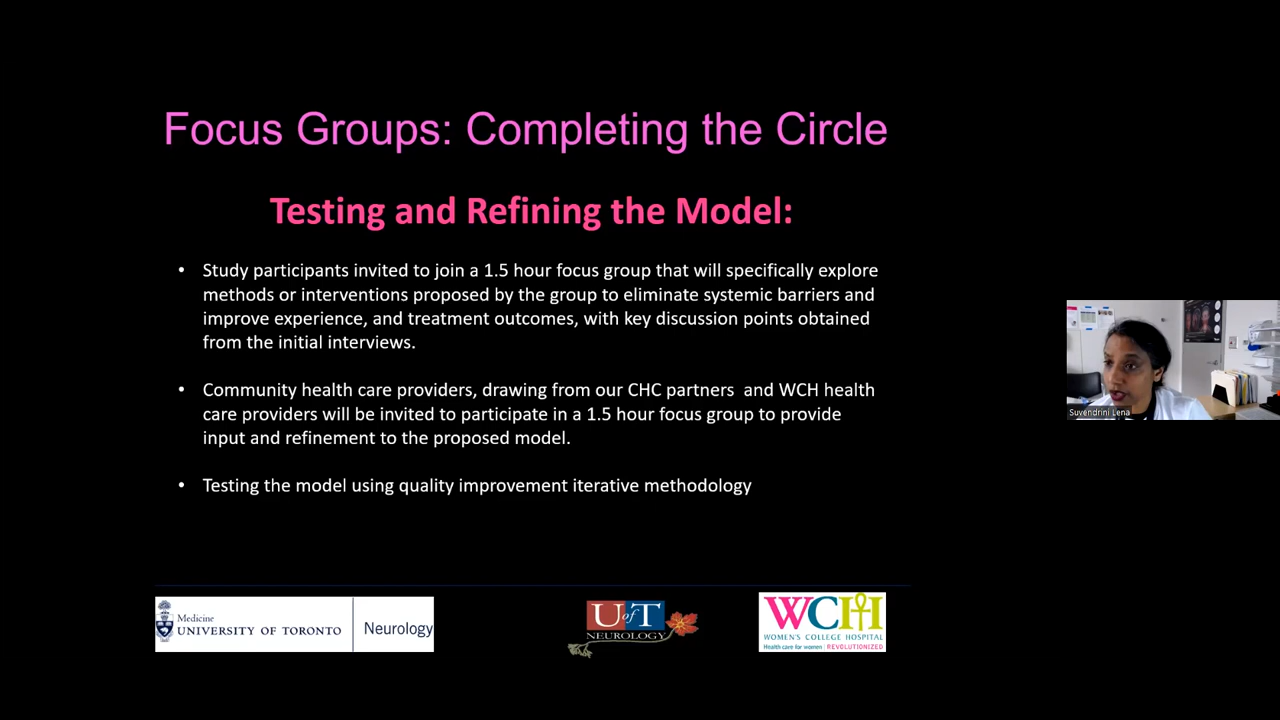 Focus Groups: Completing the Circle
Testing and Refining the Model:
• Study participants invited to join a 1.5 hour focus group that will specifically explore
methods or interventions proposed by the group to eliminate systemic barriers and
improve experience, and treatment outcomes, with key discussion points obtained
from the initial interviews.
• Community health care providers, drawing from our CHC partners and WCH health
care providers will be invited to participate in a 1.5 hour focus group to provide
input and refinement to the proposed model.
• Testing the model using quality improvement iterative methodology
Suvendrini Lena
Medicine
UNIVERSITY OF TORONTO
Neurology
U of T
NEUROLOGY
WCH
WOMEN'S COLLEGE HOSPITAL
Health care for women | REVOLUTIONIZED